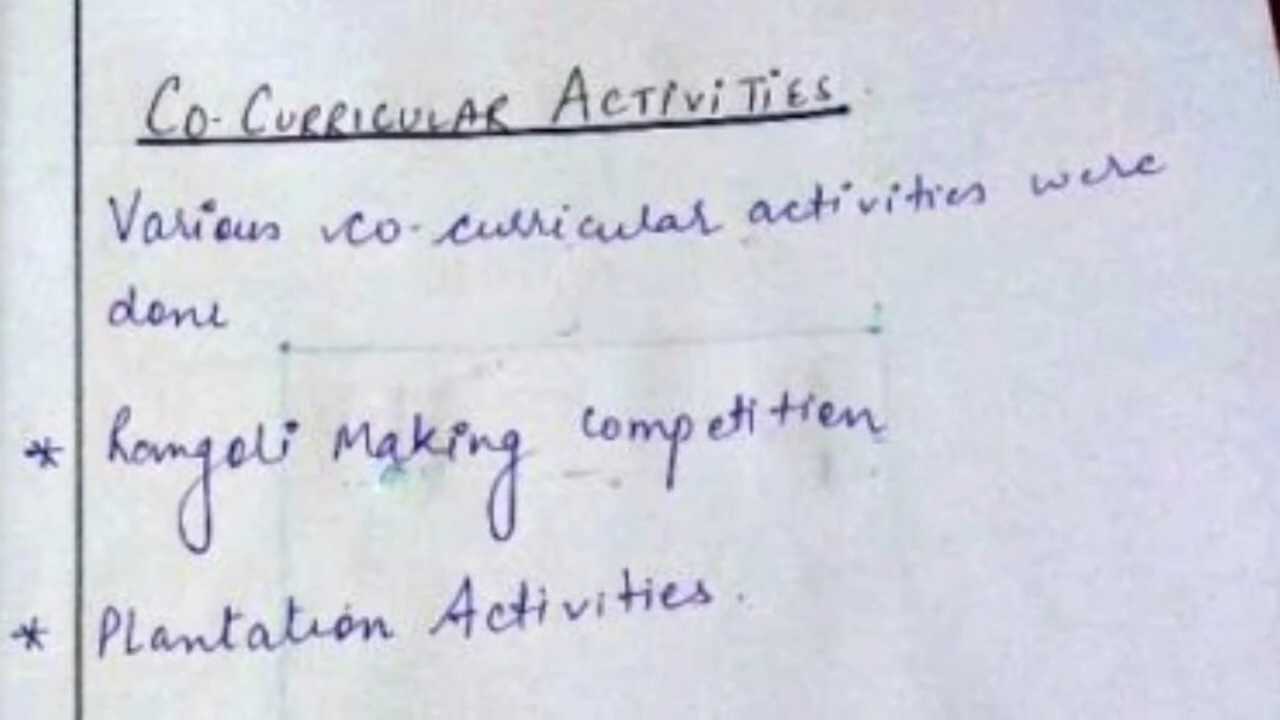 CO-CURRICULAR ACTIVITIES
Various co-curricular activities were
done
* Rangoli Making Competition
* Plantation Activities.